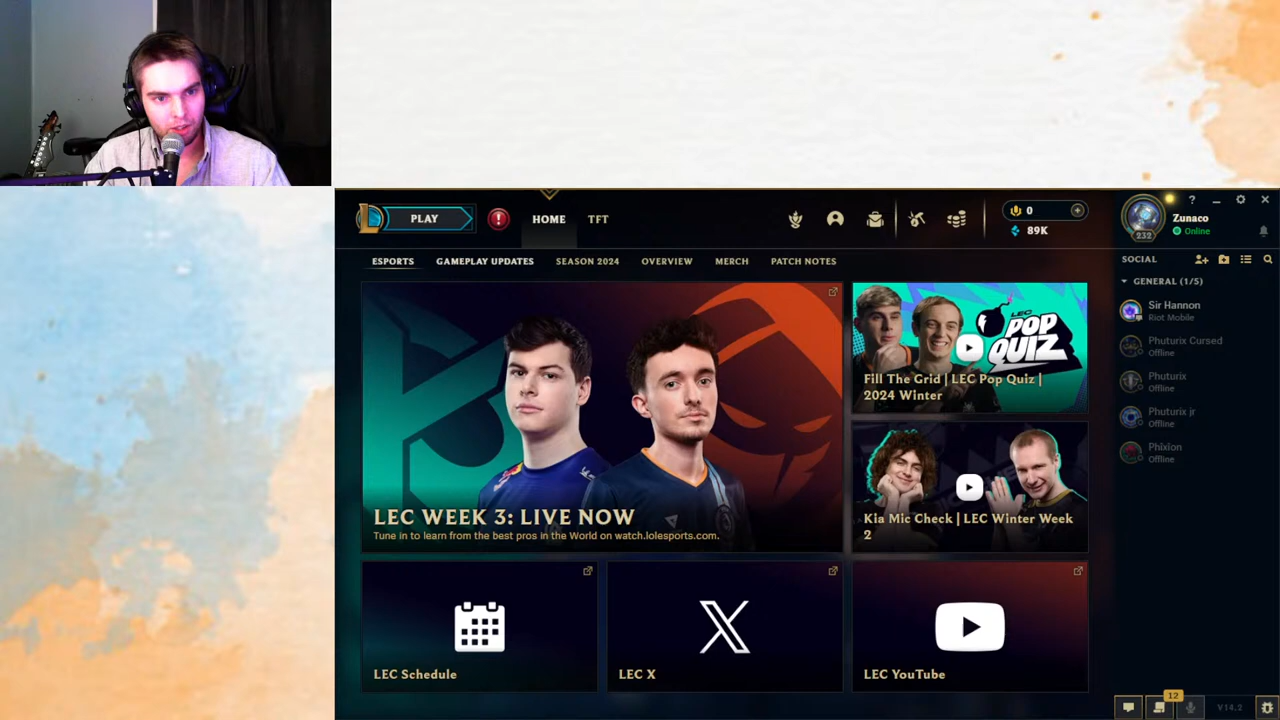 PLAY
HOME
TFT
0
89K
232
Zunaco
Online
ESPORTS
GAMEPLAY UPDATES
SEASON 2024
OVERVIEW
MERCH
PATCH NOTES
SOCIAL
GENERAL (1/5)
Sir Hannon
Riot Mobile
Phuturix Cursed
Offline
Phuturix
Offline
Phuturix jr
Offline
Phixion
Offline
LEC WEEK 3: LIVE NOW
Tune in to learn from the best pros in the World on watch.lolesports.com.
LEC
POP
QUIZ
Fill The Grid | LEC Pop Quiz |
2024 Winter
Kia Mic Check | LEC Winter Week
2
LEC Schedule
LEC X
LEC YouTube
12
V14.2